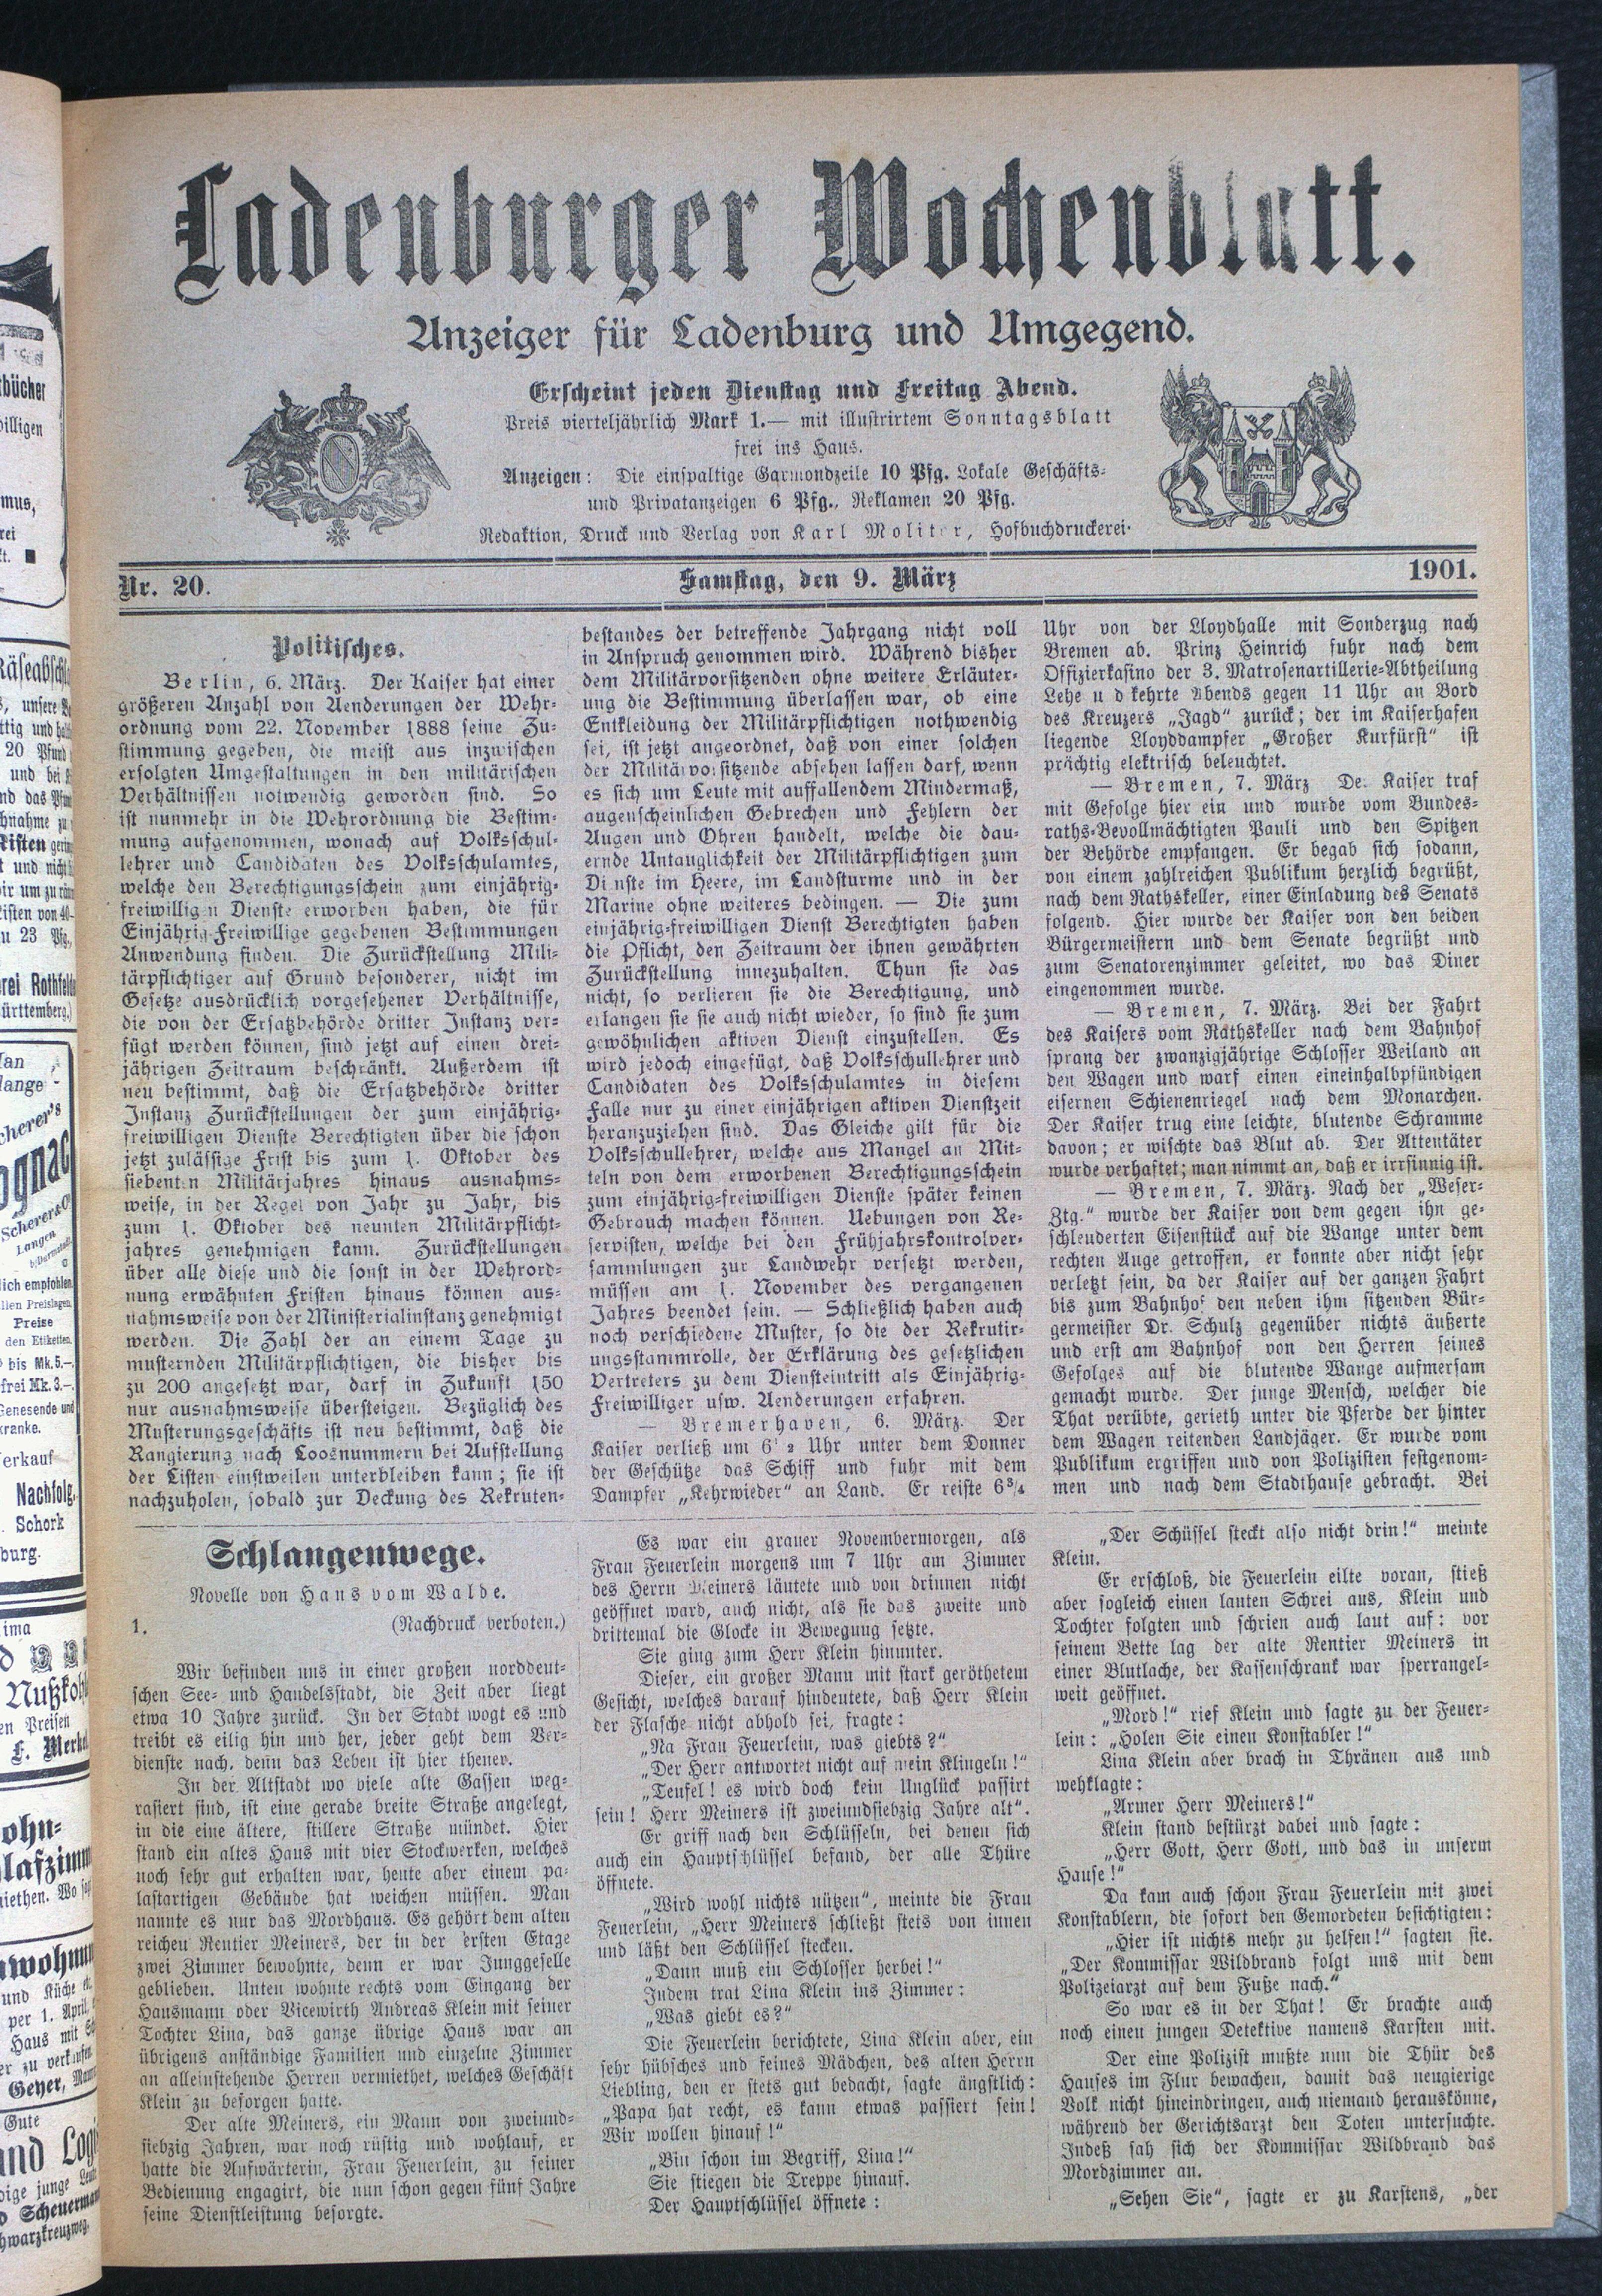 Ladenburger Wochenblatt.
Anzeiger für Ladenburg und Umgegend.
Erscheint jeden Dienstag und Freitag Abend.
Preis vierteljährlich Mark 1.— mit illustrirtem Sonntagsblatt
frei ins Haus.
Anzeigen: Die einspaltige Garmondzeile 10 Pfg. Lokale Geschäfts-
und Privatanzeigen 6 Pfg., Reklamen 20 Pfg.
Redaktion, Druck und Verlag von Karl Molitor, Hofbuchdruckerei.
Nr. 20.
Samstag, den 9. März
1901.
Politisches.
Berlin, 6. März. Der Kaiser hat einer
größeren Anzahl von Aenderungen der Wehr-
ordnung vom 22. November 1888 seine Zu-
stimmung gegeben, die meist aus inzwischen
erfolgten Umgestaltungen in den militärischen
Verhältnissen notwendig geworden sind. So
ist nunmehr in die Wehrordnung die Bestim-
mung aufgenommen, wonach auf Volksschul-
lehrer und Candidaten des Volksschulamtes,
welche den Berechtigungsschein zum einjährig-
freiwilligen Dienste erworben haben, die für
Einjährig-Freiwillige gegebenen Bestimmungen
Anwendung finden. Die Zurückstellung Mili-
tärpflichtiger auf Grund besonderer, nicht im
Gesetze ausdrücklich vorgesehener Verhältnisse,
die von der Ersatzbehörde dritter Instanz ver-
fügt werden können, sind jetzt auf einen drei-
jährigen Zeitraum beschränkt. Außerdem ist
neu bestimmt, daß die Ersatzbehörde dritter
Instanz Zurückstellungen der zum einjährig-
freiwilligen Dienste Berechtigten über die schon
jetzt zulässige Frist bis zum 1. Oktober des
siebenten Militärjahres hinaus ausnahms-
weise, in der Regel von Jahr zu Jahr, bis
zum 1. Oktober des neunten Militärpflicht-
jahres genehmigen kann. Zurückstellungen
über alle diese und die sonst in der Wehrord-
nung erwähnten Fristen hinaus können aus-
nahmsweise von der Ministerialinstanz genehmigt
werden. Die Zahl der an einem Tage zu
musternden Militärpflichtigen, die bisher bis
zu 200 angesetzt war, darf in Zukunft 150
nur ausnahmsweise übersteigen. Bezüglich des
Musterungsgeschäfts ist neu bestimmt, daß die
Rangierung nach Loosnummern bei Aufstellung
der Listen einstweilen unterbleiben kann; sie ist
nachzuholen, sobald zur Deckung des Rekruten-
bestandes der betreffende Jahrgang nicht voll
in Anspruch genommen wird. Während bisher
dem Militärvorsitzenden ohne weitere Erläuter-
ung die Bestimmung überlassen war, ob eine
Entkleidung der Militärpflichtigen nothwendig
sei, ist jetzt angeordnet, daß von einer solchen
der Militärvorsitzende absehen lassen darf, wenn
es sich um Leute mit auffallendem Mindermaß,
augenscheinlichen Gebrechen und Fehlern der
Augen und Ohren handelt, welche die dau-
ernde Untauglichkeit der Militärpflichtigen zum
Dienste im Heere, im Landsturme und in der
Marine ohne weiteres bedingen. — Die zum
einjährig-freiwilligen Dienst Berechtigten haben
die Pflicht, den Zeitraum der ihnen gewährten
Zurückstellung innezuhalten. Thun sie das
nicht, so verlieren sie die Berechtigung, und
erlangen sie sie auch nicht wieder, so sind sie zum
gewöhnlichen aktiven Dienst einzustellen. Es
wird jedoch eingefügt, daß Volksschullehrer und
Candidaten des Volksschulamtes in diesem
Falle nur zu einer einjährigen aktiven Dienstzeit
heranzuziehen sind. Das Gleiche gilt für die
Volksschullehrer, welche aus Mangel an Mit-
teln von dem erworbenen Berechtigungsschein
zum einjährig-freiwilligen Dienste später keinen
Gebrauch machen können. Uebungen von Re-
servisten, welche bei den Frühjahrskontrolver-
sammlungen zur Landwehr versetzt werden,
müssen am 1. November des vergangenen
Jahres beendet sein. — Schließlich haben auch
noch verschiedene Muster, so die der Rekrutir-
ungsstammrolle, der Erklärung des gesetzlichen
Vertreters zu dem Diensteintritt als Einjährig-
Freiwilliger usw. Aenderungen erfahren.
— Bremerhaven, 6. März. Der
Kaiser verließ um 6 Uhr unter dem Donner
der Geschütze das Schiff und fuhr mit dem
Dampfer „Kehrwieder“ an Land. Er reiste 6¾
Uhr von der Lloydhalle mit Sonderzug nach
Bremen ab. Prinz Heinrich fuhr nach dem
Offizierkasino der 3. Matrosenartillerie-Abtheilung
Lehe u d kehrte Abends gegen 11 Uhr an Bord
des Kreuzers „Jagd“ zurück; der im Kaiserhafen
liegende Lloyddampfer „Großer Kurfürst“ ist
prächtig elektrisch beleuchtet.
— Bremen, 7. März De. Kaiser traf
mit Gefolge hier ein und wurde vom Bundes-
raths-Bevollmächtigten Pauli und den Spitzen
der Behörde empfangen. Er begab sich sodann,
von einem zahlreichen Publikum herzlich begrüßt,
nach dem Rathskeller, einer Einladung des Senats
folgend. Hier wurde der Kaiser von den beiden
Bürgermeistern und dem Senate begrüßt und
zum Senatorenzimmer geleitet, wo das Diner
eingenommen wurde.
— Bremen, 7. März. Bei der Fahrt
des Kaisers vom Rathskeller nach dem Bahnhof
sprang der zwanzigjährige Schlosser Weiland an
den Wagen und warf einen eineinhalbpfündigen
eisernen Schienenriegel nach dem Monarchen.
Der Kaiser trug eine leichte, blutende Schramme
davon; er wischte das Blut ab. Der Attentäter
wurde verhaftet; man nimmt an, daß er irrsinnig ist.
— Bremen, 7. März. Nach der „Weser-
Ztg.“ wurde der Kaiser von dem gegen ihn ge-
schleuderten Eisenstück auf die Wange unter dem
rechten Auge getroffen, er konnte aber nicht sehr
verletzt sein, da der Kaiser auf der ganzen Fahrt
bis zum Bahnhof den neben ihm sitzenden Bür-
germeister Dr. Schulz gegenüber nichts äußerte
und erst am Bahnhof von den Herren seines
Gefolges auf die blutende Wange aufmersam
gemacht wurde. Der junge Mensch, welcher die
That verübte, gerieth unter die Pferde der hinter
dem Wagen reitenden Landjäger. Er wurde vom
Publikum ergriffen und von Polizisten festgenom-
men und nach dem Stadthause gebracht. Bei
Schlangenwege.
Novelle von Hans vom Walde.
1. (Nachdruck verboten.)
Wir befinden uns in einer großen norddeut-
schen See- und Handelsstadt, die Zeit aber liegt
etwa 10 Jahre zurück. In der Stadt wogt es und
treibt es eilig hin und her, jeder geht dem Ver-
dienste nach, denn das Leben ist hier theuer.
In der Altstadt wo viele alte Gassen weg-
rasiert sind, ist eine gerade breite Straße angelegt,
in die eine ältere, stillere Straße mündet. Hier
stand ein altes Haus mit vier Stockwerken, welches
noch sehr gut erhalten war, heute aber einem pa-
lastartigen Gebäude hat weichen müssen. Man
nannte es nur das Mordhaus. Es gehört dem alten
reichen Rentier Meiners, der in der ersten Etage
zwei Zimmer bewohnte, denn er war Junggeselle
geblieben. Unten wohnte rechts vom Eingang der
Hausmann oder Vicewirth Andreas Klein mit seiner
Tochter Lina, das ganze übrige Haus war an
übrigens anständige Familien und einzelne Zimmer
an alleinstehende Herren vermiethet, welches Geschäft
Klein zu besorgen hatte.
Der alte Meiners, ein Mann von zweiund-
siebzig Jahren, war noch rüstig und wohlauf, er
hatte die Aufwärterin, Frau Feuerlein, zu seiner
Bedienung engagirt, die nun schon gegen fünf Jahre
seine Dienstleistung besorgte.
Es war ein grauer Novembermorgen, als
Frau Feuerlein morgens um 7 Uhr am Zimmer
des Herrn Meiners läutete und von drinnen nicht
geöffnet ward, auch nicht, als sie das zweite und
drittemal die Glocke in Bewegung setzte.
Sie ging zum Herr Klein hinunter.
Dieser, ein großer Mann mit stark geröthetem
Gesicht, welches darauf hindeutete, daß Herr Klein
der Flasche nicht abhold sei, fragte:
„Na Frau Feuerlein, was giebts?“
„Der Herr antwortet nicht auf mein Klingeln!“
„Teufel! es wird doch kein Unglück passirt
sein! Herr Meiners ist zweiundsiebzig Jahre alt“.
Er griff nach den Schlüsseln, bei denen sich
auch ein Hauptschlüssel befand, der alle Thüre
öffnete.
„Wird wohl nichts nützen“, meinte die Frau
Feuerlein, „Herr Meiners schließt stets von innen
und läßt den Schlüssel stecken.
„Dann muß ein Schlosser herbei!“
Indem trat Lina Klein ins Zimmer:
„Was giebt es?“
Die Feuerlein berichtete, Lina Klein aber, ein
sehr hübsches und feines Mädchen, des alten Herrn
Liebling, den er stets gut bedacht, sagte ängstlich:
„Papa hat recht, es kann etwas passiert sein!
Wir wollen hinauf!“
„Bin schon im Begriff, Lina!“
Sie stiegen die Treppe hinauf.
Der Hauptschlüssel öffnete:
„Der Schüssel steckt also nicht drin!“ meinte
Klein.
Er erschloß, die Feuerlein eilte voran, stieß
aber sogleich einen lauten Schrei aus, Klein und
Tochter folgten und schrien auch laut auf: vor
seinem Bette lag der alte Rentier Meiners in
einer Blutlache, der Kassenschrank war sperrangel-
weit geöffnet.
„Mord!“ rief Klein und sagte zu der Feuer-
lein: „Holen Sie einen Konstabler!“
Lina Klein aber brach in Thränen aus und
wehklagte:
„Armer Herr Meiners!“
Klein stand bestürzt dabei und sagte:
„Herr Gott, Herr Gott, und das in unserm
Hause!“
Da kam auch schon Frau Feuerlein mit zwei
Konstablern, die sofort den Gemordeten besichtigten:
„Hier ist nichts mehr zu helfen!“ sagten sie.
„Der Kommissar Wildbrand folgt uns mit dem
Polizeiarzt auf dem Fuße nach.“
So war es in der That! Er brachte auch
noch einen jungen Detektive namens Karsten mit.
Der eine Polizist mußte nun die Thür des
Hauses im Flur bewachen, damit das neugierige
Volk nicht hineindringen, auch niemand herauskönne,
während der Gerichtsarzt den Toten untersuchte.
Indeß sah sich der Kommissar Wildbrand das
Mordzimmer an.
„Sehen Sie“, sagte er zu Karstens, „der